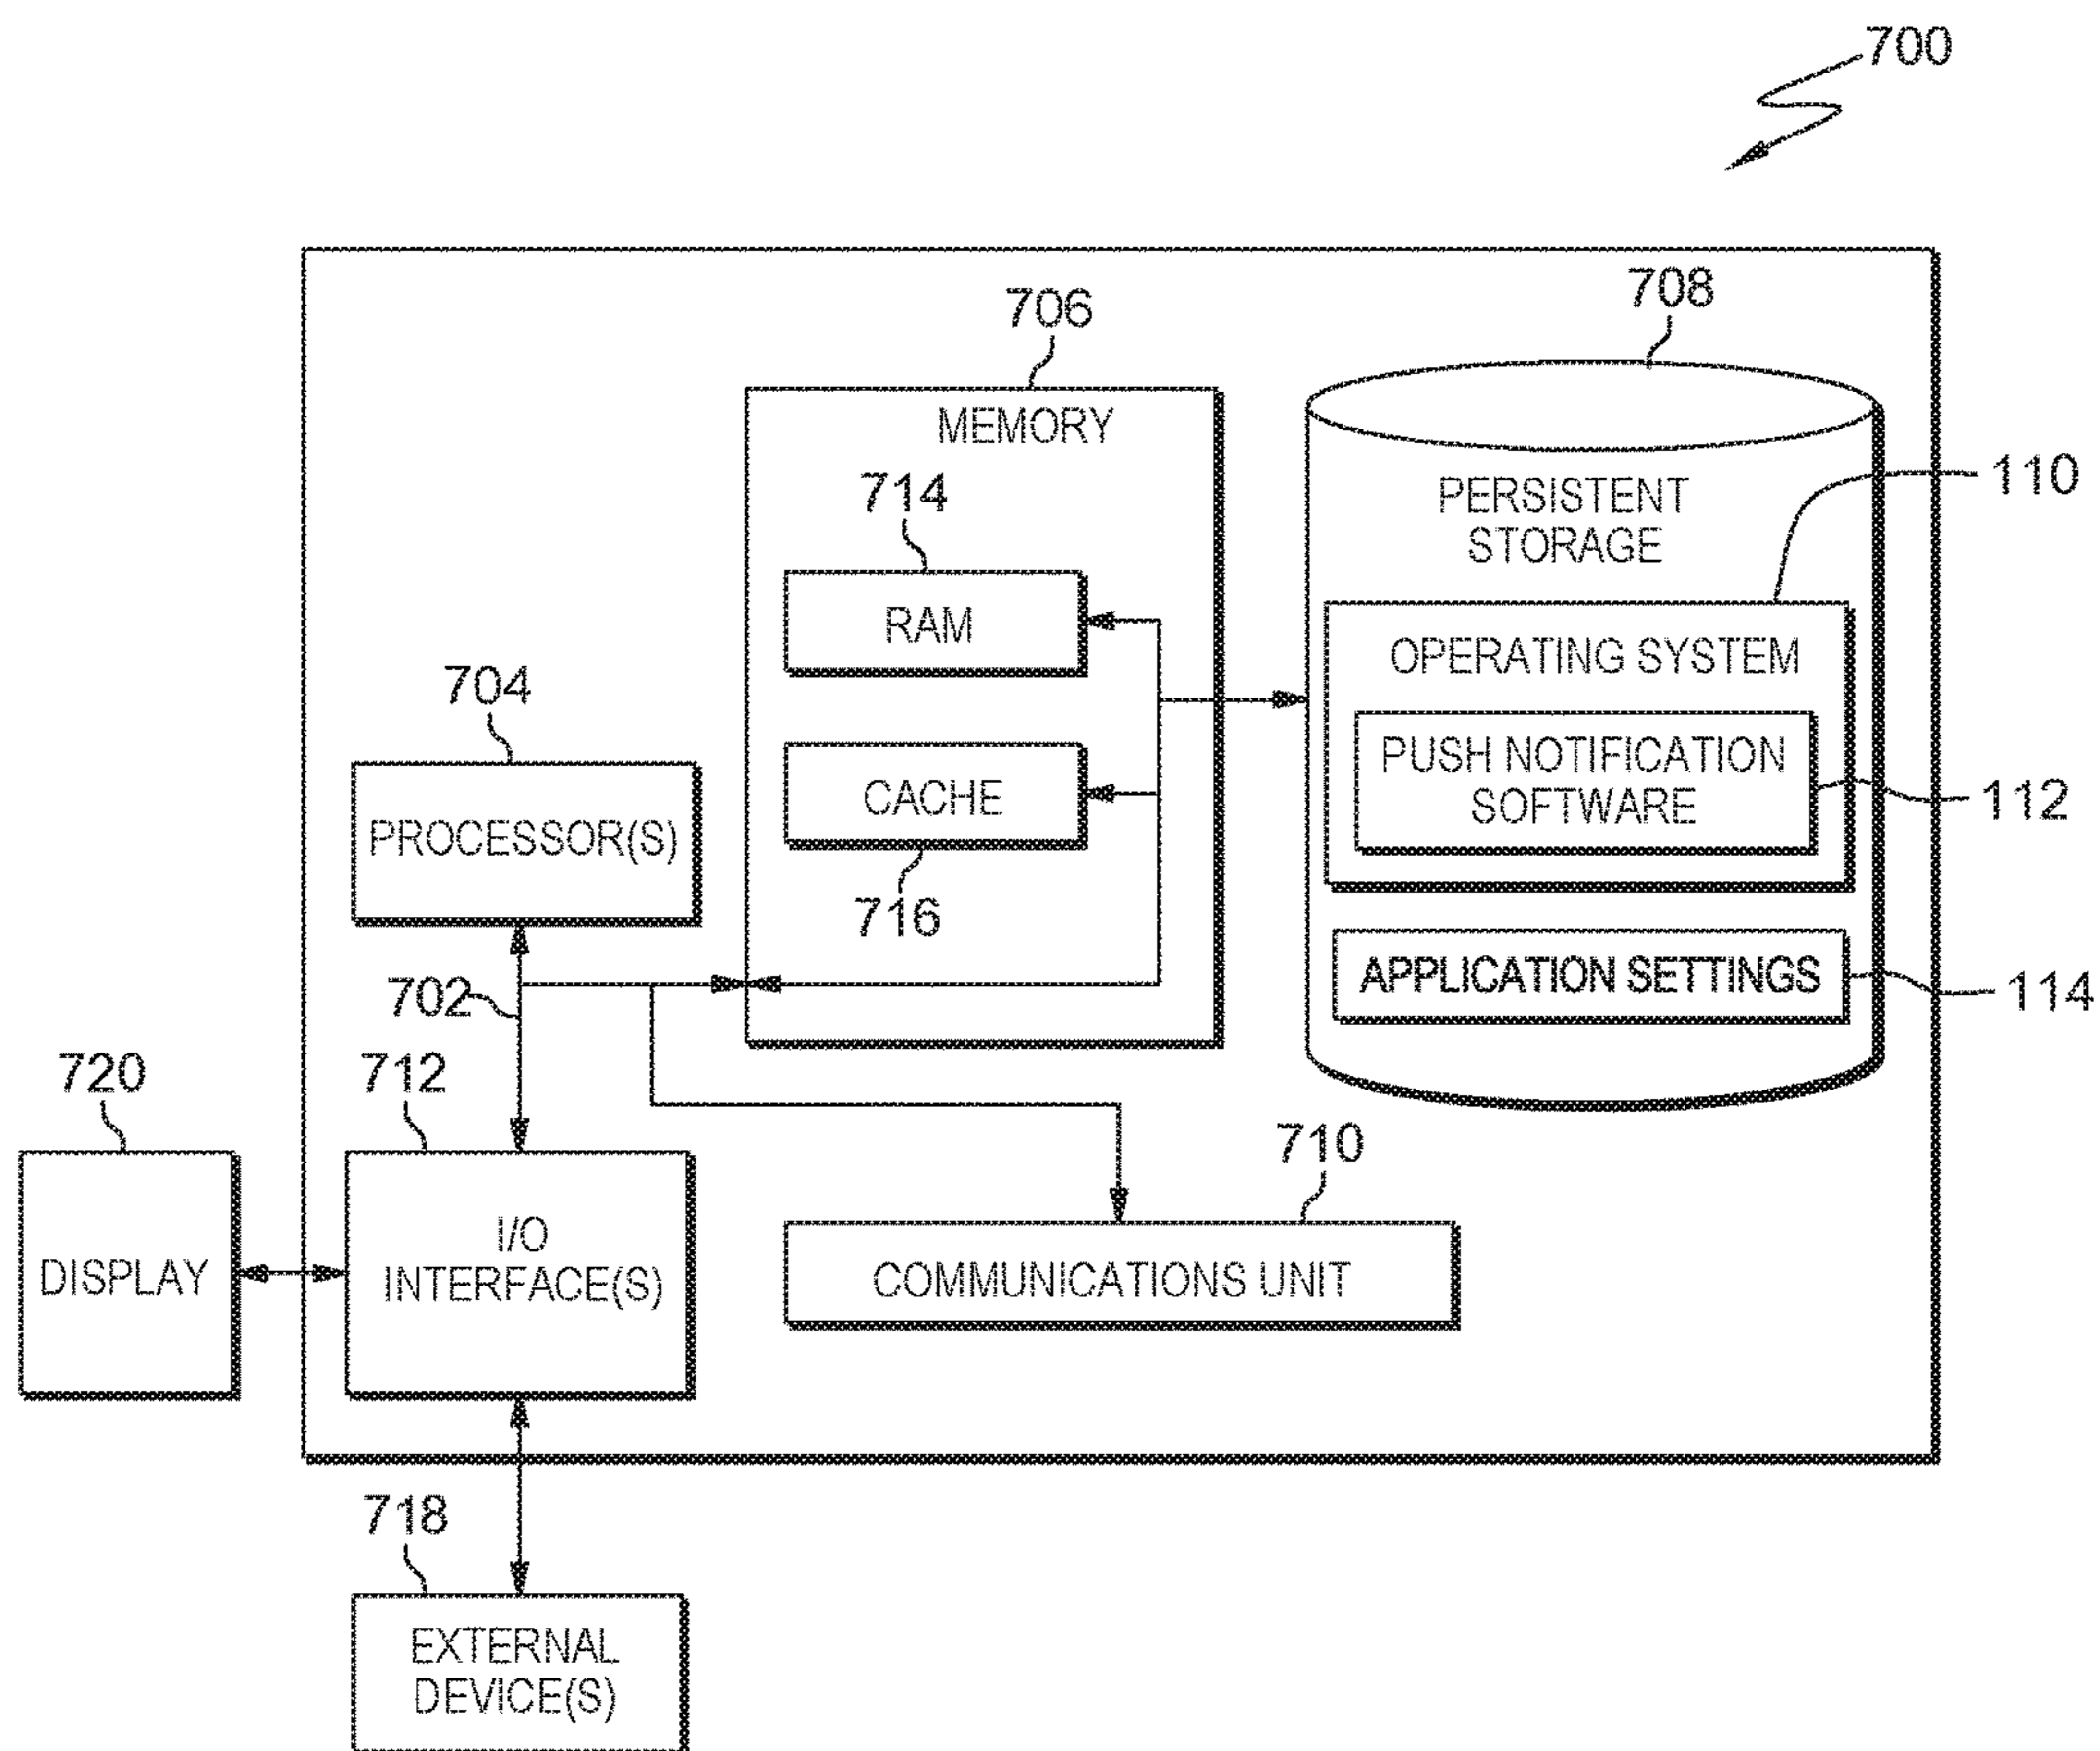 700
708
706
MEMORY
110
714
PERSISTENT
STORAGE
RAM
OPERATING SYSTEM
704
PUSH NOTIFICATION
SOFTWARE
112
CACHE
PROCESSOR(S)
716
APPLICATION SETTINGS
114
702
720
712
710
I/O
INTERFACE(S)
DISPLAY
COMMUNICATIONS UNIT
718
EXTERNAL
DEVICE(S)